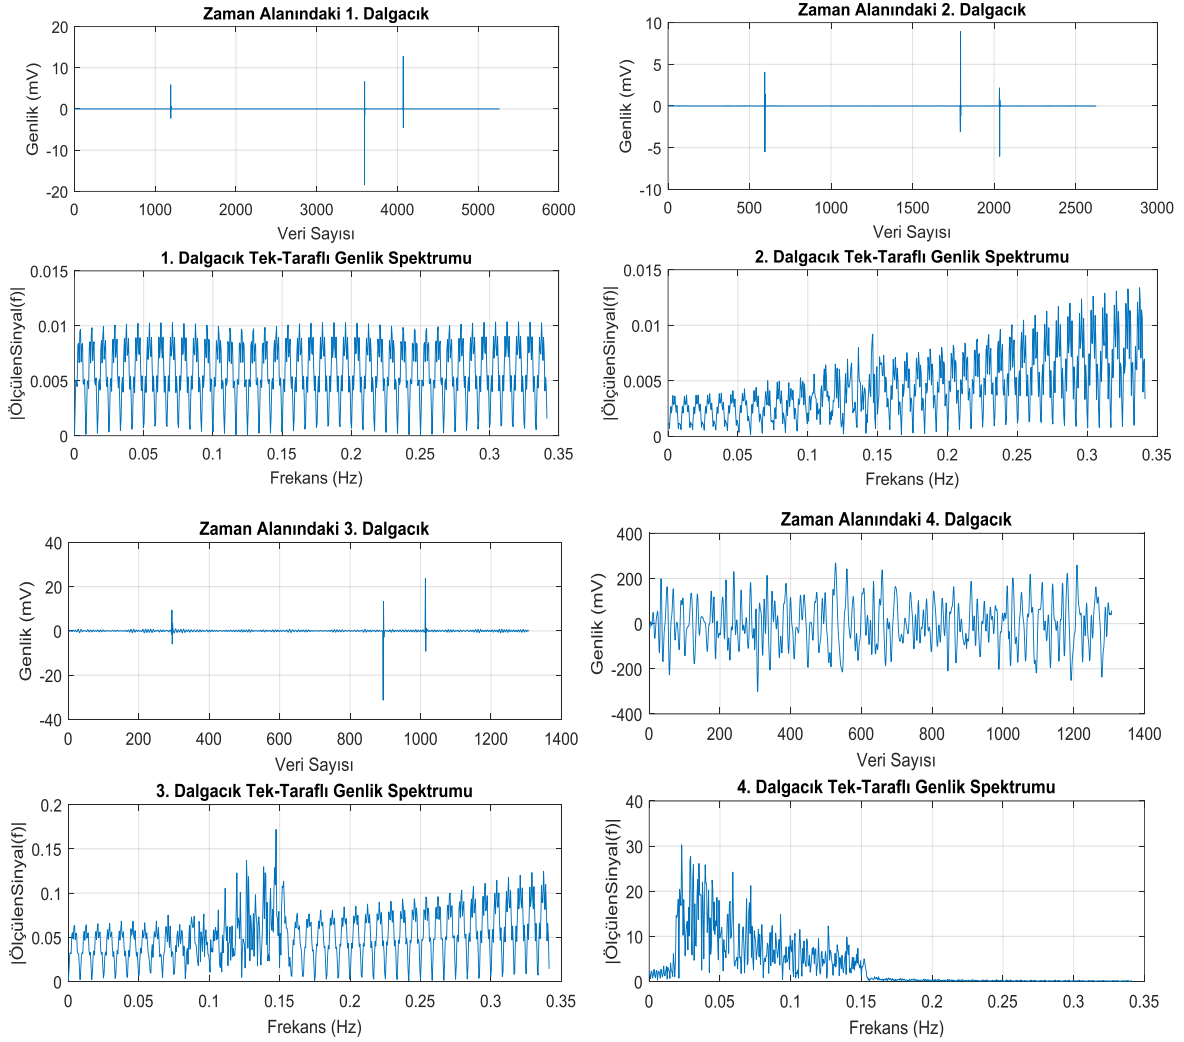 Zaman Alanındaki 1. Dalgacık
20
10
0
-10
-20
Genlik (mV)
0 1000 2000 3000 4000 5000 6000
Veri Sayısı
Zaman Alanındaki 2. Dalgacık
10
5
0
-5
-10
Genlik (mV)
0 500 1000 1500 2000 2500 3000
Veri Sayısı
1. Dalgacık Tek-Taraflı Genlik Spektrumu
0.015
0.01
0.005
0
|ÖlçülenSinyal(f)|
0 0.05 0.1 0.15 0.2 0.25 0.3 0.35
Frekans (Hz)
2. Dalgacık Tek-Taraflı Genlik Spektrumu
0.015
0.01
0.005
0
|ÖlçülenSinyal(f)|
0 0.05 0.1 0.15 0.2 0.25 0.3 0.35
Frekans (Hz)
Zaman Alanındaki 3. Dalgacık
40
20
0
-20
-40
Genlik (mV)
0 200 400 600 800 1000 1200 1400
Veri Sayısı
Zaman Alanındaki 4. Dalgacık
400
200
0
-200
-400
Genlik (mV)
0 200 400 600 800 1000 1200 1400
Veri Sayısı
3. Dalgacık Tek-Taraflı Genlik Spektrumu
0.2
0.15
0.1
0.05
0
|ÖlçülenSinyal(f)|
0 0.05 0.1 0.15 0.2 0.25 0.3 0.35
Frekans (Hz)
4. Dalgacık Tek-Taraflı Genlik Spektrumu
40
30
20
10
0
|ÖlçülenSinyal(f)|
0 0.05 0.1 0.15 0.2 0.25 0.3 0.35
Frekans (Hz)